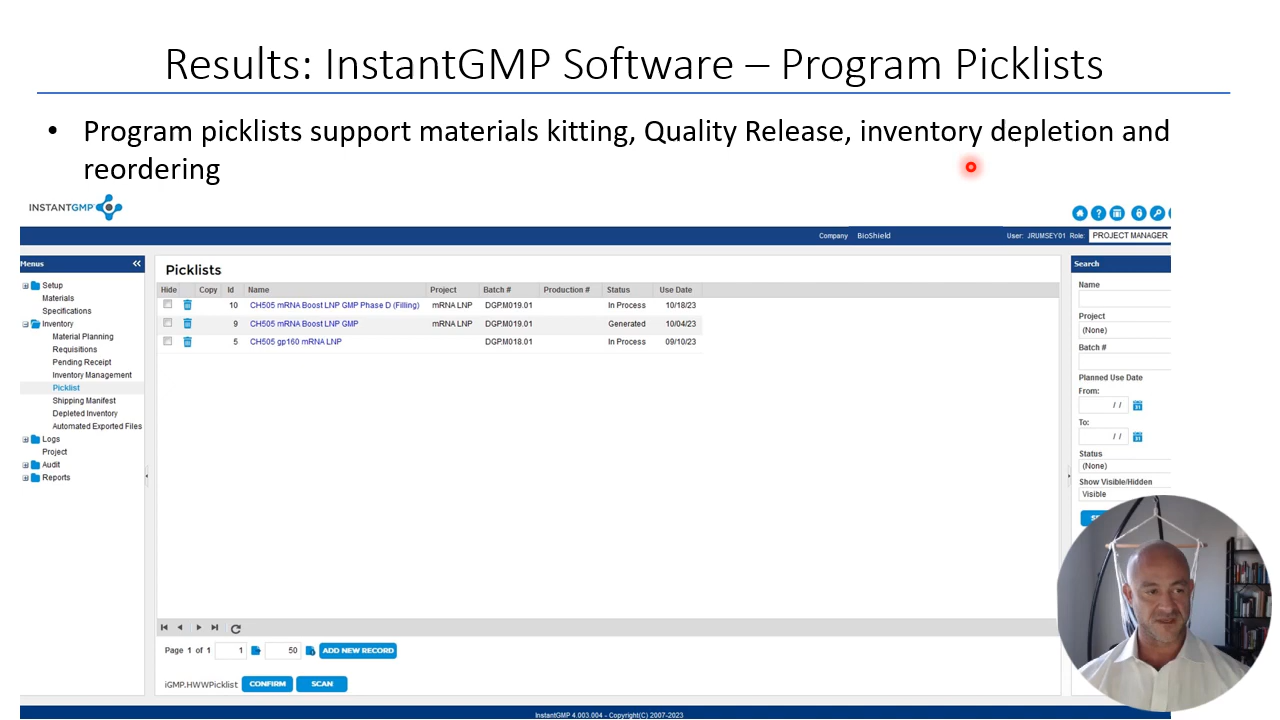 Results: InstantGMP Software – Program Picklists
• Program picklists support materials kitting, Quality Release, inventory depletion and
reordering
INSTANTGMP
Company BioShield User: JRUMSEY01 Role: PROJECT MANAGER
Menus
Setup
Materials
Specifications
Inventory
Material Planning
Requisitions
Pending Receipt
Inventory Management
Picklist
Shipping Manifest
Depleted Inventory
Automated Exported Files
Logs
Project
Audit
Reports
Picklists
Hide Copy Id Name Project Batch # Production # Status Use Date
10 CH505 mRNA Boost LNP GMP Phase D (Filling) mRNA LNP DGP.M019.01 In Process 10/18/23
9 CH505 mRNA Boost LNP GMP mRNA LNP DGP.M019.01 Generated 10/04/23
5 CH505 gp160 mRNA LNP DGP.M018.01 In Process 09/10/23
Page 1 of 1 1 50 ADD NEW RECORD
iGMP.HWWPicklist CONFIRM SCAN
Search
Name
Project
(None)
Batch #
Planned Use Date
From:
/ /
To:
/ /
Status
(None)
Show Visible/Hidden
Visible
InstantGMP 4.003.004 - Copyright(C) 2007-2023